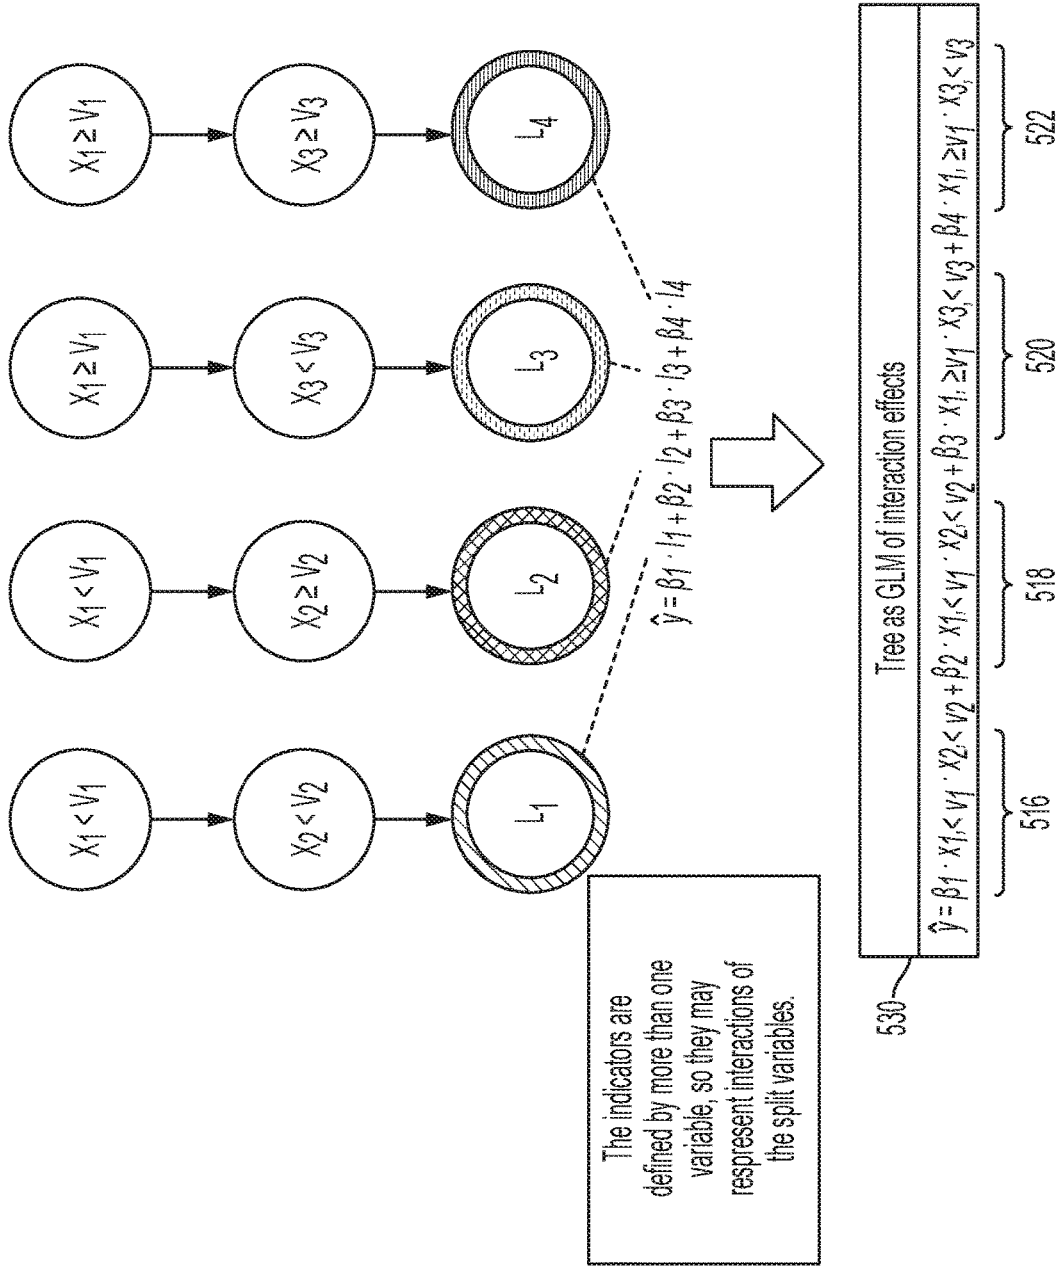 X₁ < V₁
X₁ < V₁
X₁ ≥ V₁
X₁ ≥ V₁
X₂ < V₂
X₂ ≥ V₂
X₃ < V₃
X₃ ≥ V₃
L₁
L₂
L₃
L₄
The indicators are
defined by more than one
variable, so they may
respresent interactions of
the split variables.
ŷ = β₁ · I₁ + β₂ · I₂ + β₃ · I₃ + β₄ · I₄
530
Tree as GLM of interaction effects
ŷ = β₁ · x₁,< v₁ · x₂,< v₂ + β₂ · x₁,< v₁ · x₂,< v₂ + β₃ · x₁, ≥v₁ · x₃,< v₃ + β₄ · x₁, ≥v₁ · x₃,< v₃
516
518
520
522